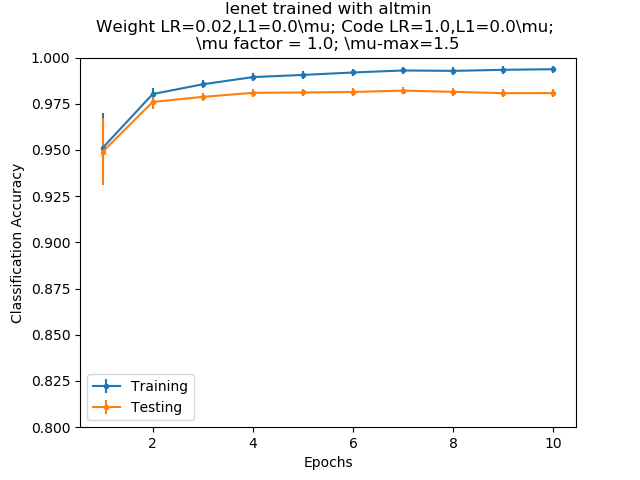 lenet trained with altmin
Weight LR=0.02,L1=0.0\mu; Code LR=1.0,L1=0.0\mu;
\mu factor = 1.0; \mu-max=1.5
1.000
0.975
0.950
0.925
0.900
0.875
0.850
0.825
0.800
Classification Accuracy
Training
Testing
2
4
6
8
10
Epochs